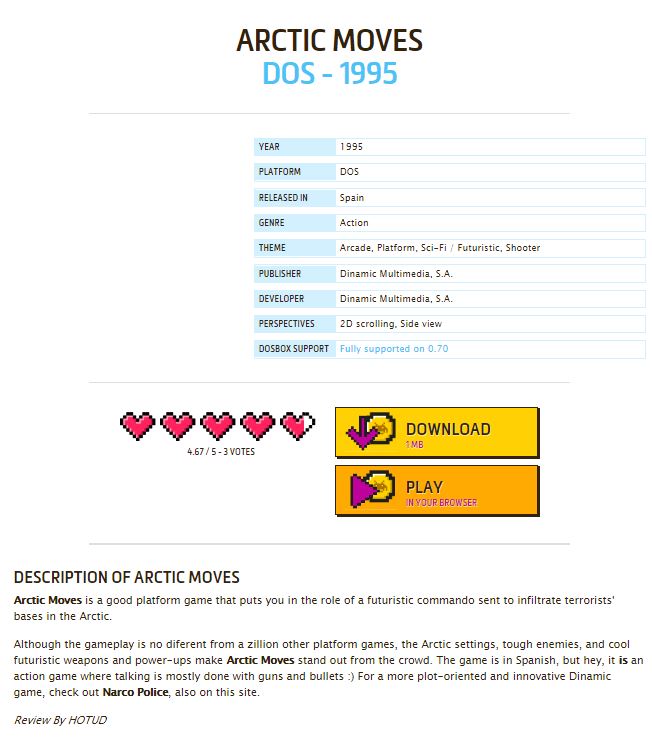 ARCTIC MOVES
DOS - 1995
YEAR 1995
PLATFORM DOS
RELEASED IN Spain
GENRE Action
THEME Arcade, Platform, Sci-Fi / Futuristic, Shooter
PUBLISHER Dinamic Multimedia, S.A.
DEVELOPER Dinamic Multimedia, S.A.
PERSPECTIVES 2D scrolling, Side view
DOSBOX SUPPORT Fully supported on 0.70
4.67 / 5 - 3 VOTES
DOWNLOAD
1 MB
PLAY
IN YOUR BROWSER
DESCRIPTION OF ARCTIC MOVES
Arctic Moves is a good platform game that puts you in the role of a futuristic commando sent to infiltrate terrorists'
bases in the Arctic.
Although the gameplay is no diferent from a zillion other platform games, the Arctic settings, tough enemies, and cool
futuristic weapons and power-ups make Arctic Moves stand out from the crowd. The game is in Spanish, but hey, it is an
action game where talking is mostly done with guns and bullets :) For a more plot-oriented and innovative Dinamic
game, check out Narco Police, also on this site.
Review By HOTUD